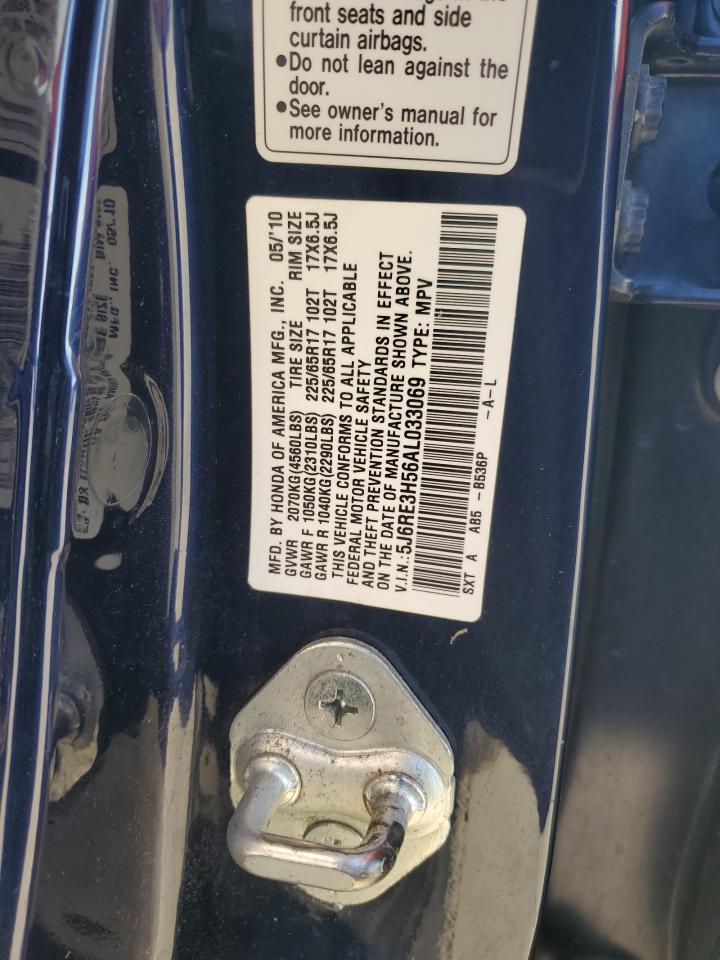 front seats and side
curtain airbags.
●Do not lean against the
door.
●See owner's manual for
more information.
MFD. BY HONDA OF AMERICA MFG., INC. 05/'10
GVWR 2070KG(4560LBS) TIRE SIZE RIM SIZE
GAWR F 1050KG(2310LBS) 225/65R17 102T 17X6.5J
GAWR R 1040KG(2290LBS) 225/65R17 102T 17X6.5J
THIS VEHICLE CONFORMS TO ALL APPLICABLE
FEDERAL MOTOR VEHICLE SAFETY
AND THEFT PREVENTION STANDARDS IN EFFECT
ON THE DATE OF MANUFACTURE SHOWN ABOVE.
V.I.N.:5J6RE3H56AL033069 TYPE: MPV
SXT A AB5 -B536P -A-L